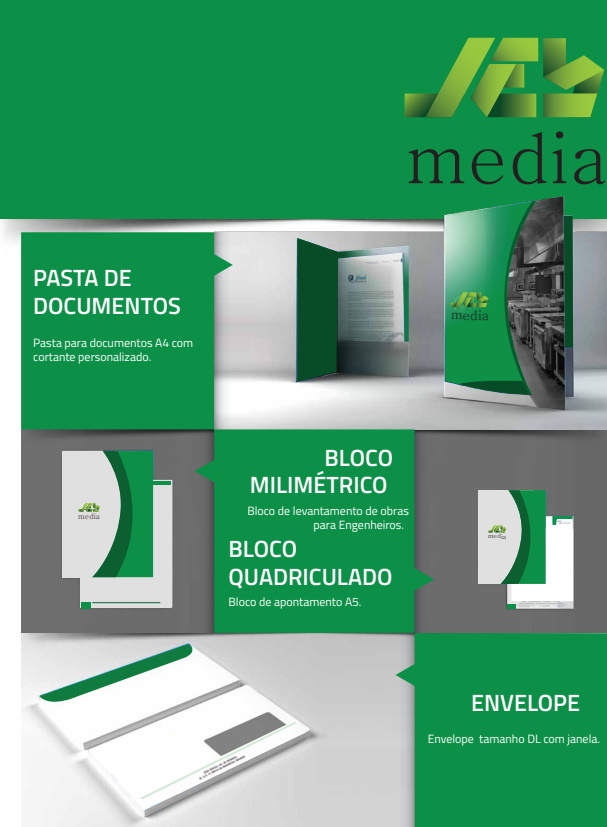 JEB
media
PASTA DE
DOCUMENTOS
Pasta para documentos A4 com
cortante personalizado.
media
BLOCO
MILIMÉTRICO
Bloco de levantamento de obras
para Engenheiros.
BLOCO
QUADRICULADO
Bloco de apontamento A5.
media
media
ENVELOPE
Envelope tamanho DL com janela.